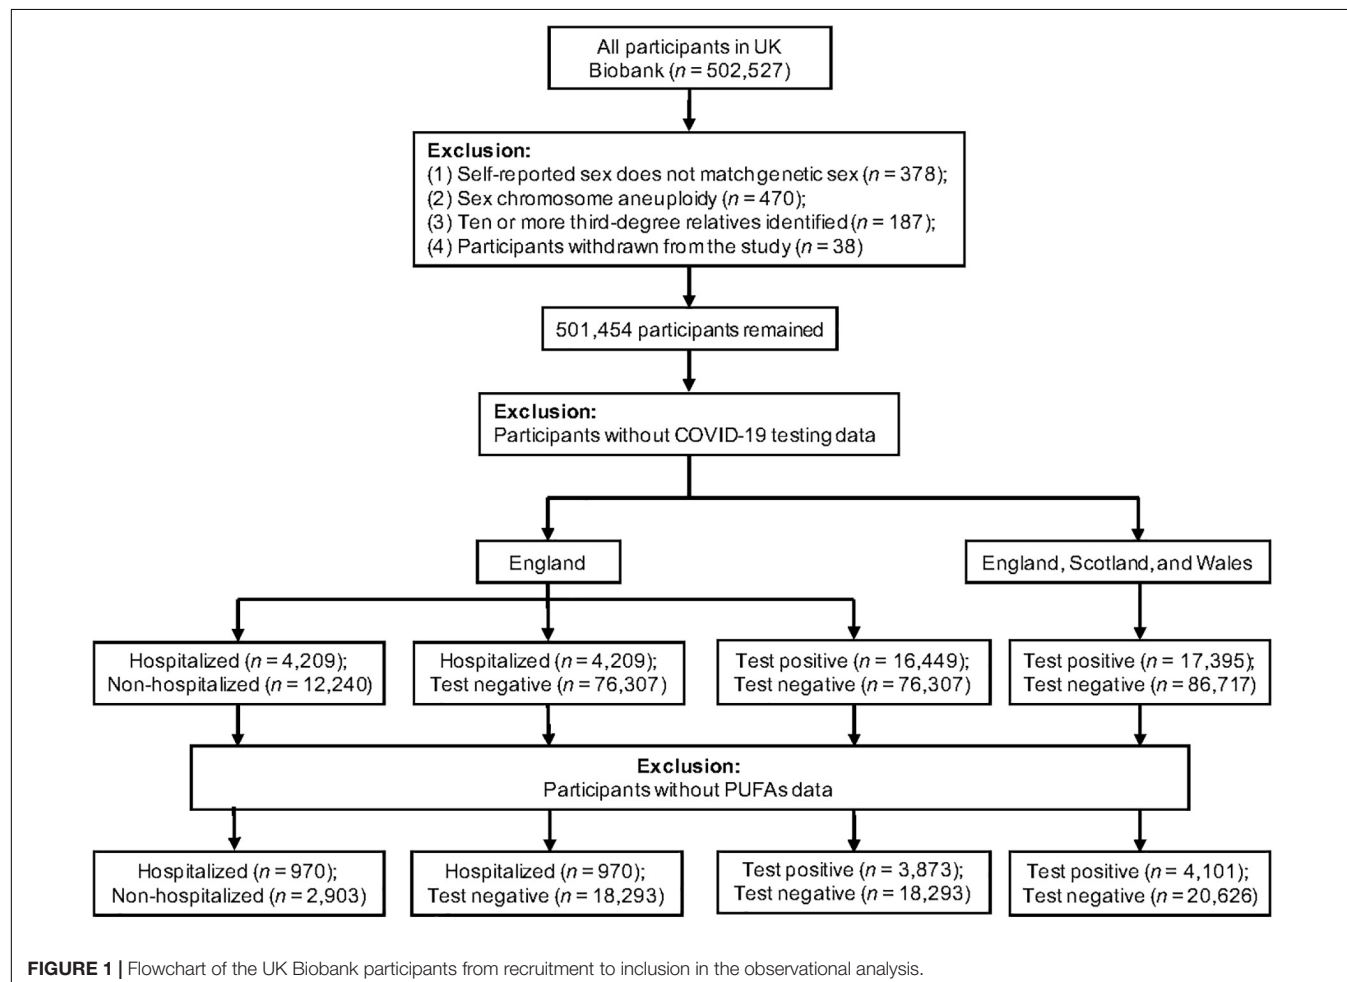 All participants in UK
Biobank (n = 502,527)
Exclusion:
(1) Self-reported sex does not match genetic sex (n = 378);
(2) Sex chromosome aneuploidy (n = 470);
(3) Ten or more third-degree relatives identified (n = 187);
(4) Participants withdrawn from the study (n = 38)
501,454 participants remained
Exclusion:
Participants without COVID-19 testing data
England
England, Scotland, and Wales
Hospitalized (n = 4,209);
Non-hospitalized (n = 12,240)
Hospitalized (n = 4,209);
Test negative (n = 76,307)
Test positive (n = 16,449);
Test negative (n = 76,307)
Test positive (n = 17,395);
Test negative (n = 86,717)
Exclusion:
Participants without PUFAs data
Hospitalized (n = 970);
Non-hospitalized (n = 2,903)
Hospitalized (n = 970);
Test negative (n = 18,293)
Test positive (n = 3,873);
Test negative (n = 18,293)
Test positive (n = 4,101);
Test negative (n = 20,626)
FIGURE 1 | Flowchart of the UK Biobank participants from recruitment to inclusion in the observational analysis.